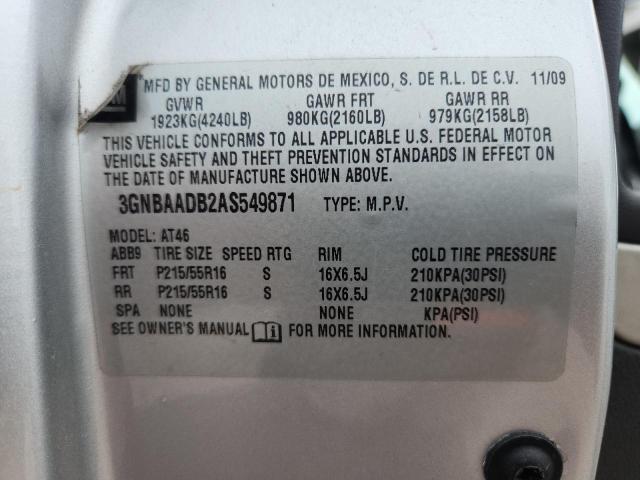 MFD BY GENERAL MOTORS DE MEXICO, S. DE R.L. DE C.V. 11/09
GVWR GAWR FRT GAWR RR
1923KG(4240LB) 980KG(2160LB) 979KG(2158LB)
THIS VEHICLE CONFORMS TO ALL APPLICABLE U.S. FEDERAL MOTOR
VEHICLE SAFETY AND THEFT PREVENTION STANDARDS IN EFFECT ON
THE DATE OF MANUFACTURE SHOWN ABOVE.
3GNBAADB2AS549871 TYPE: M.P.V.
MODEL: AT46
ABB9 TIRE SIZE SPEED RTG RIM COLD TIRE PRESSURE
FRT P215/55R16 S 16X6.5J 210KPA(30PSI)
RR P215/55R16 S 16X6.5J 210KPA(30PSI)
SPA NONE NONE KPA(PSI)
SEE OWNER'S MANUAL FOR MORE INFORMATION.